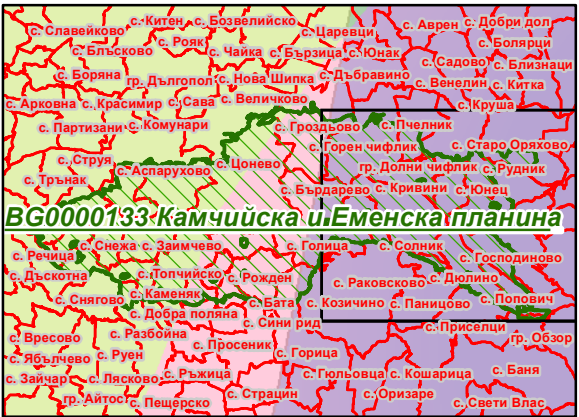 с. Славейково с. Китен с. Бозвелийско с. Царевци с. Аврен с. Добри дол
с. Блъсково с. Рояк с. Чайка с. Бързица с. Юнак с. Болярци
с. Боряна гр. Дългопол с. Нова Шипка с. Дъбравино с. Садово с. Близнаци
с. Венелин с. Китка
с. Арковна с. Красимир с. Сава с. Величково с. Круша
с. Партизани с. Комунари с. Гроздьово с. Пчелник
с. Горен чифлик с. Старо Оряхово
с. Струя с. Аспарухово с. Цонево гр. Долни чифлик с. Рудник
с. Трънак с. Бърдарево с. Кривини с. Юнец
BG0000133 Камчийска и Еменска планина
с. Снежа с. Заимчево с. Голица с. Солник
с. Речица с. Господиново
с. Дъскотна с. Топчийско с. Рожден с. Дюлино
с. Раковсково
с. Снягово с. Каменяк с. Бата с. Козичино с. Паницово с. Попович
с. Добра поляна с. Сини рид
с. Разбойна с. Приселци
с. Вресово с. Просеник гр. Обзор
с. Ябълчево с. Руен с. Горица
с. Зайчар с. Лясково с. Ръжица с. Гюльовца с. Кошарица с. Баня
гр. Айтос с. Пещерско с. Страцин с. Оризаре с. Свети Влас